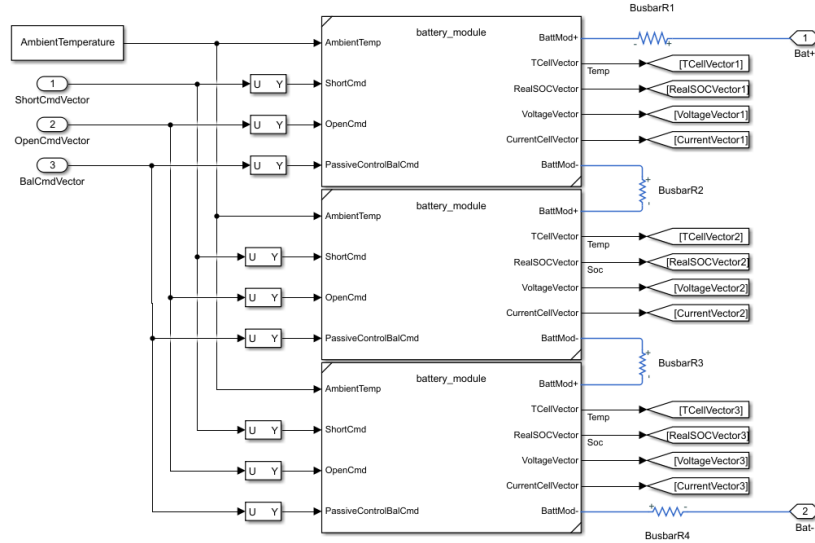 BusbarR1
battery_module
AmbientTemperature
AmbientTemp
BattMod+
- +
1
Bat+
TCellVector
Temp
[TCellVector1]
1
ShortCmdVector
U Y
ShortCmd
RealSOCVector
[RealSOCVector1]
VoltageVector
[VoltageVector1]
2
OpenCmdVector
U Y
OpenCmd
CurrentCellVector
[CurrentVector1]
3
BalCmdVector
U Y
PassiveControlBalCmd
BattMod-
+
-
BusbarR2
battery_module
AmbientTemp
BattMod+
TCellVector
Temp
[TCellVector2]
U Y
ShortCmd
RealSOCVector
Soc
[RealSOCVector2]
VoltageVector
[VoltageVector2]
U Y
OpenCmd
CurrentCellVector
[CurrentVector2]
U Y
PassiveControlBalCmd
BattMod-
+
-
BusbarR3
battery_module
AmbientTemp
BattMod+
TCellVector
Temp
[TCellVector3]
U Y
ShortCmd
RealSOCVector
Soc
[RealSOCVector3]
VoltageVector
[VoltageVector3]
U Y
OpenCmd
CurrentCellVector
[CurrentVector3]
U Y
PassiveControlBalCmd
BattMod-
+ -
2
Bat-
BusbarR4